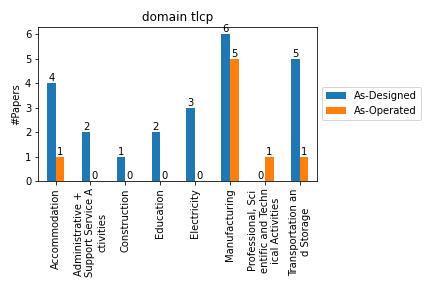 domain tlcp
#Papers
6
5
4
3
2
1
0
4
1
2
0
1
0
2
0
3
0
6
5
0
1
5
1
Accommodation
Administrative +
Support Service A
ctivities
Construction
Education
Electricity
Manufacturing
Professional, Sci
entific and Techn
ical Activities
Transportation an
d Storage
As-Designed
As-Operated